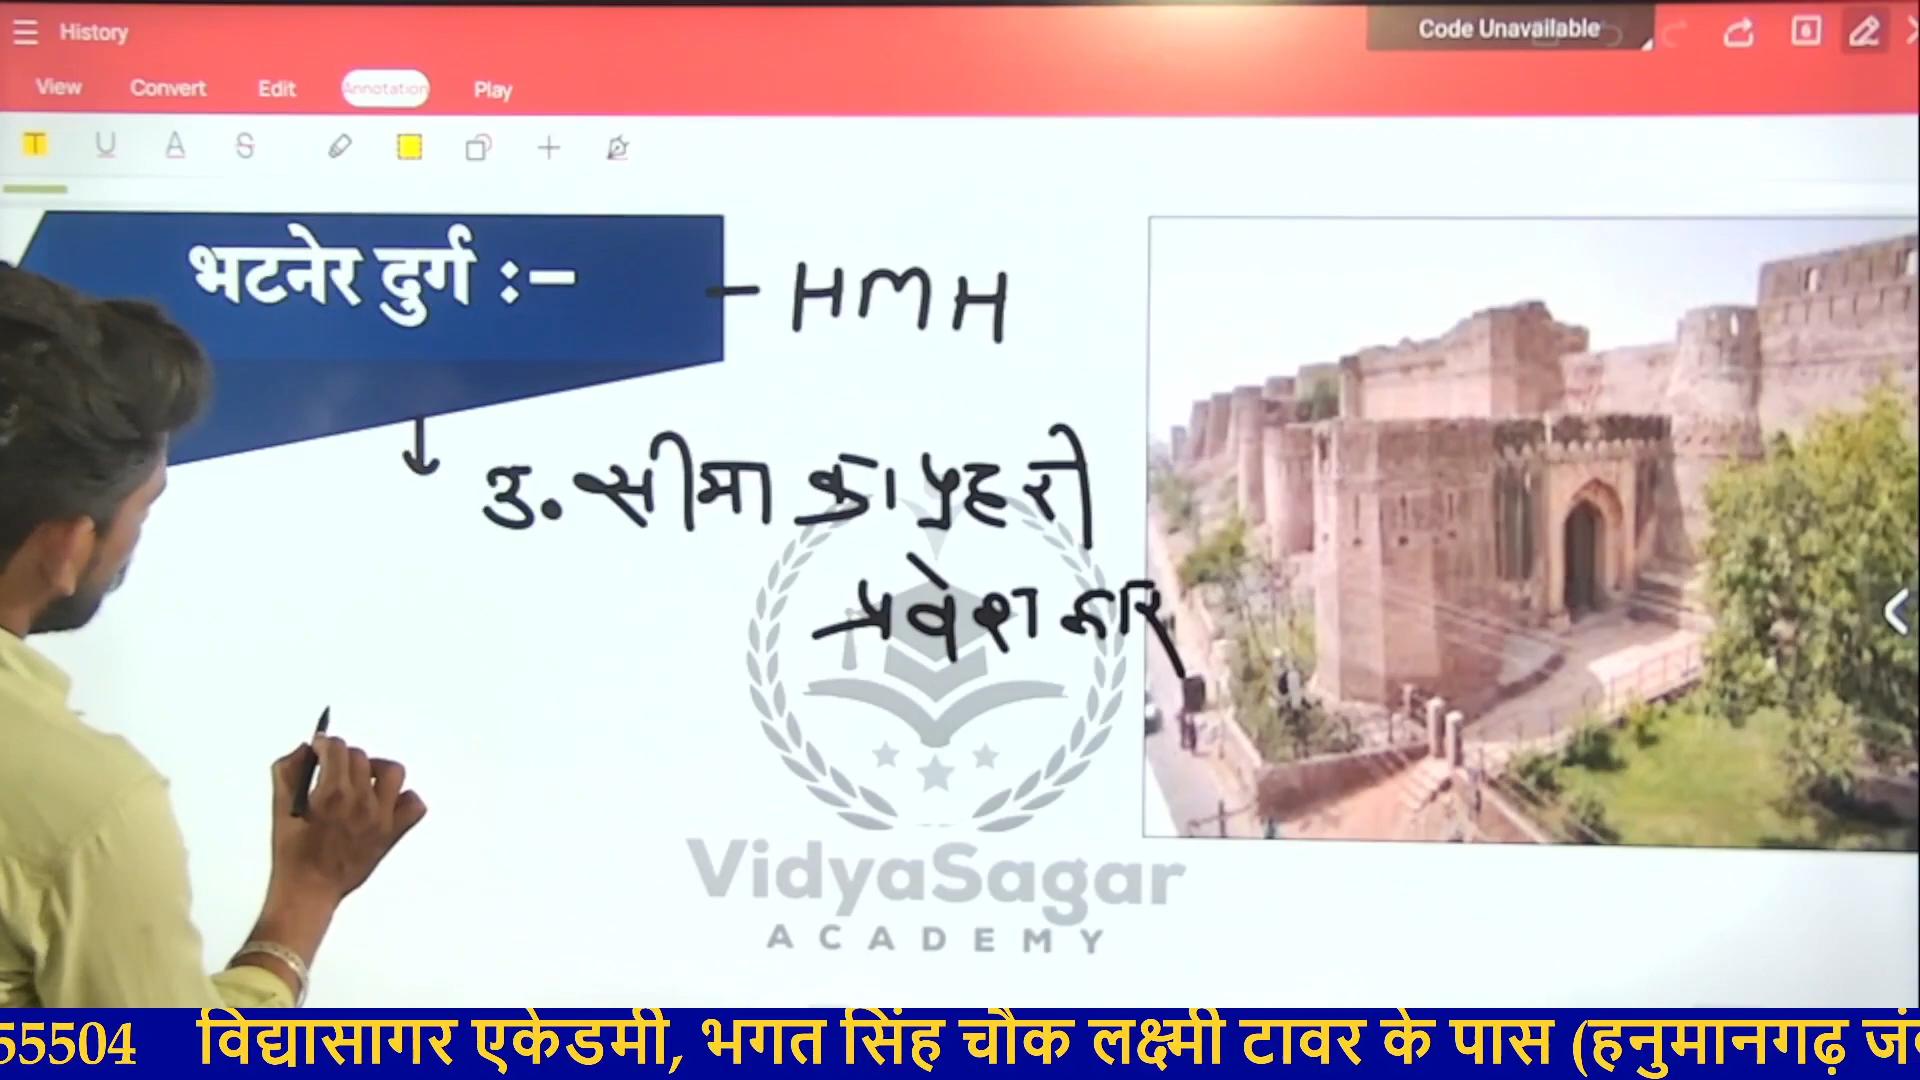 History
Code Unavailable
View Convert Edit Annotation Play
T U A S
भटनेर दुर्ग :-
- HMH
उ. सीमा का प्रहरी
प्रवेश
VidyaSagar
ACADEMY
55504 विद्यासागर एकेडमी, भगत सिंह चौक लक्ष्मी टावर के पास (हनुमानगढ़ जं